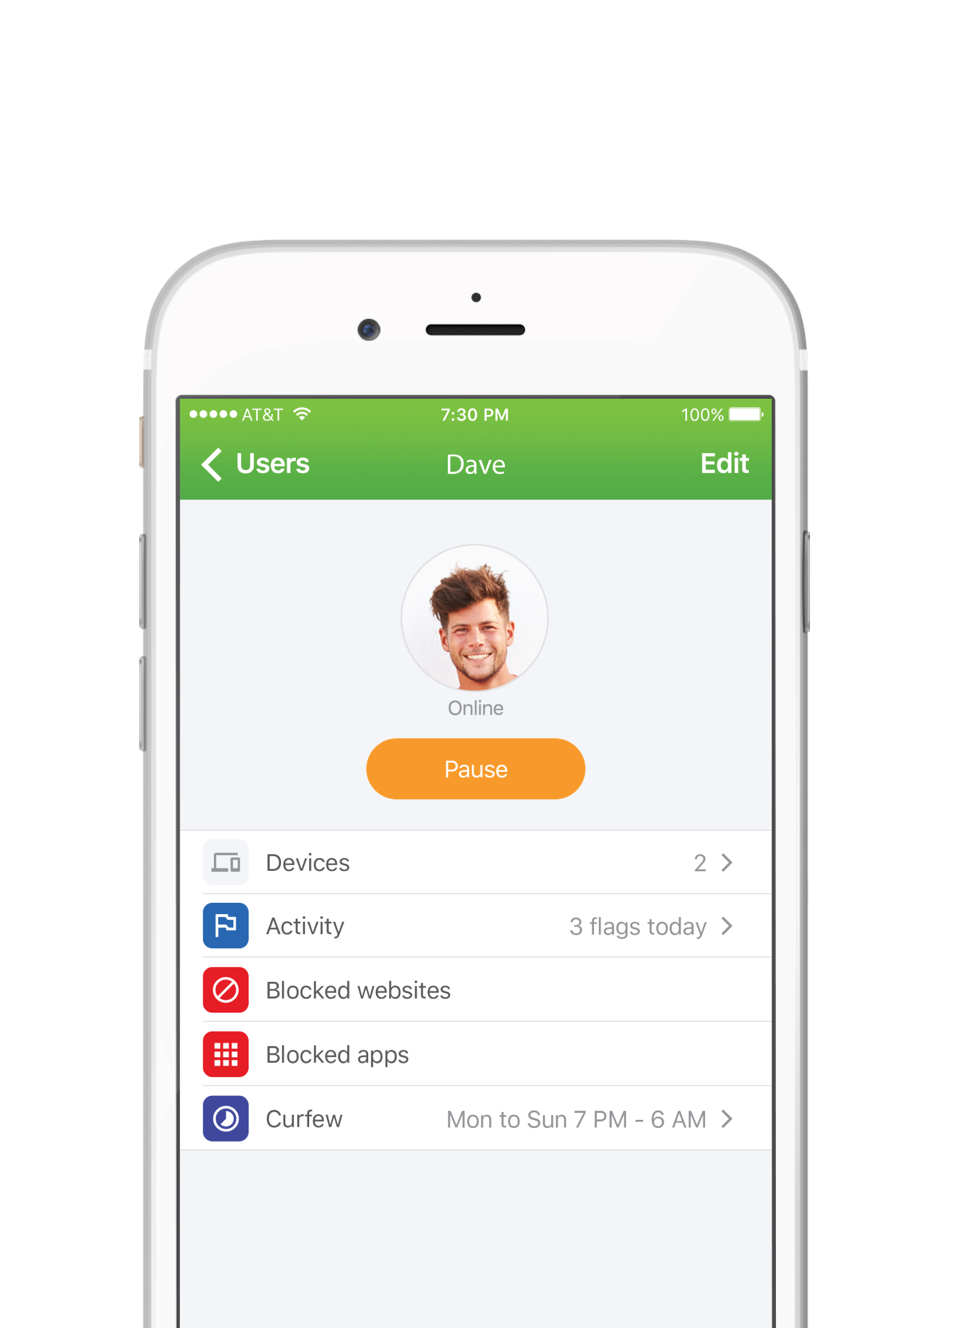 AT&T 7:30 PM 100%
Users Dave Edit
Online
Pause
Devices 2
Activity 3 flags today
Blocked websites
Blocked apps
Curfew Mon to Sun 7 PM - 6 AM